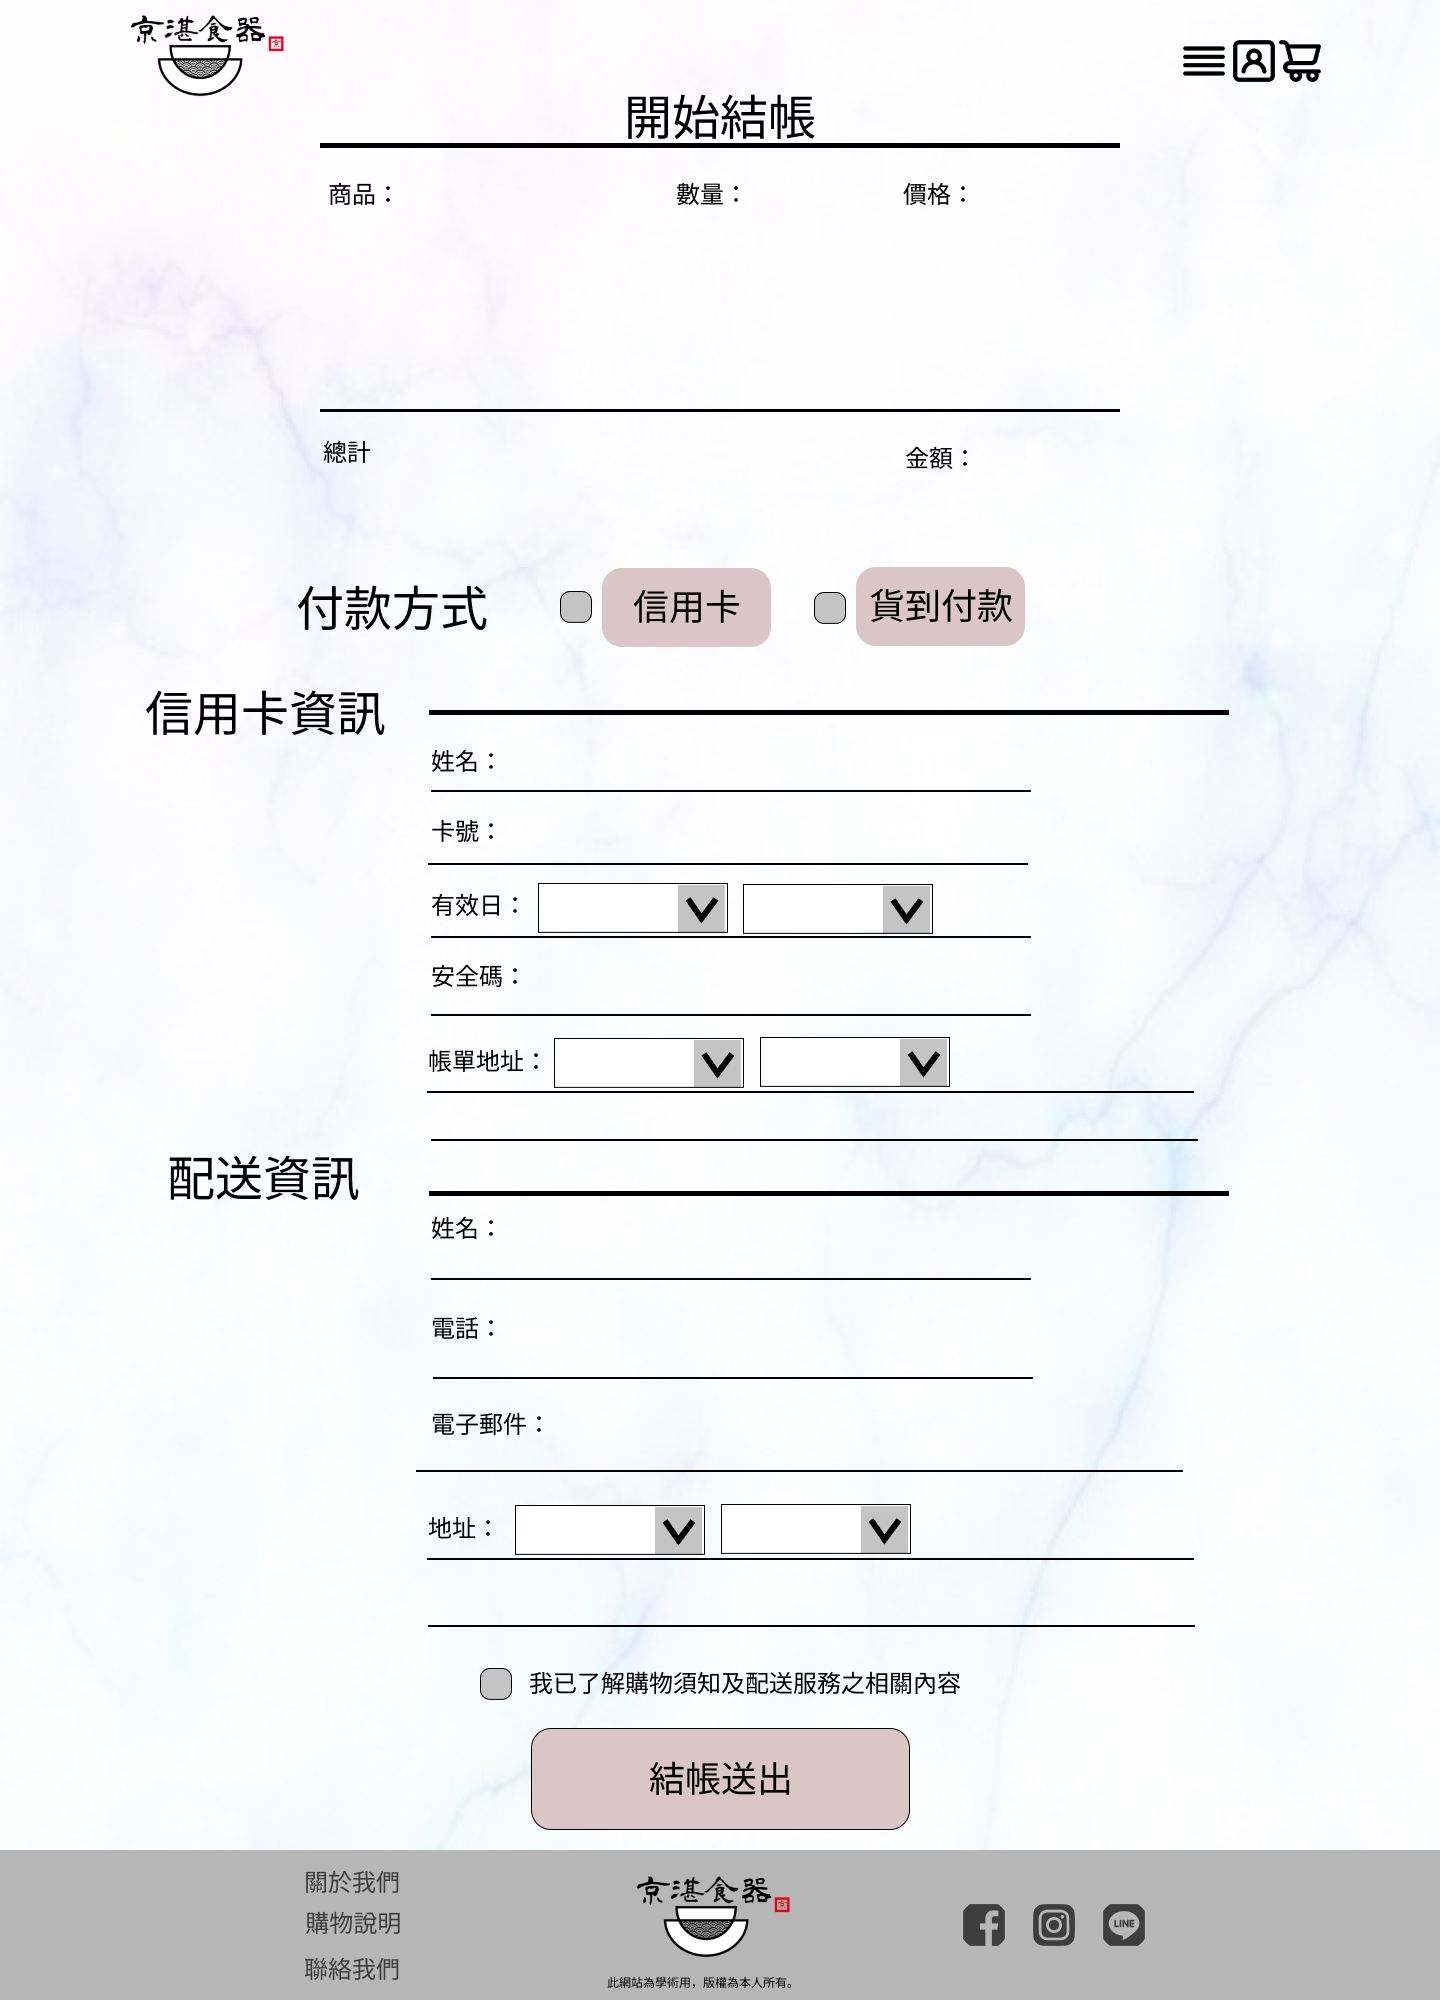 京湛食器
京
開始結帳
商品： 數量： 價格：
總計 金額：
付款方式 信用卡 貨到付款
信用卡資訊
姓名：
卡號：
有效日：
安全碼：
帳單地址：
配送資訊
姓名：
電話：
電子郵件：
地址：
我已了解購物須知及配送服務之相關內容
結帳送出
關於我們
購物說明
聯絡我們
京湛食器
京
此網站為學術用，版權為本人所有。
LINE